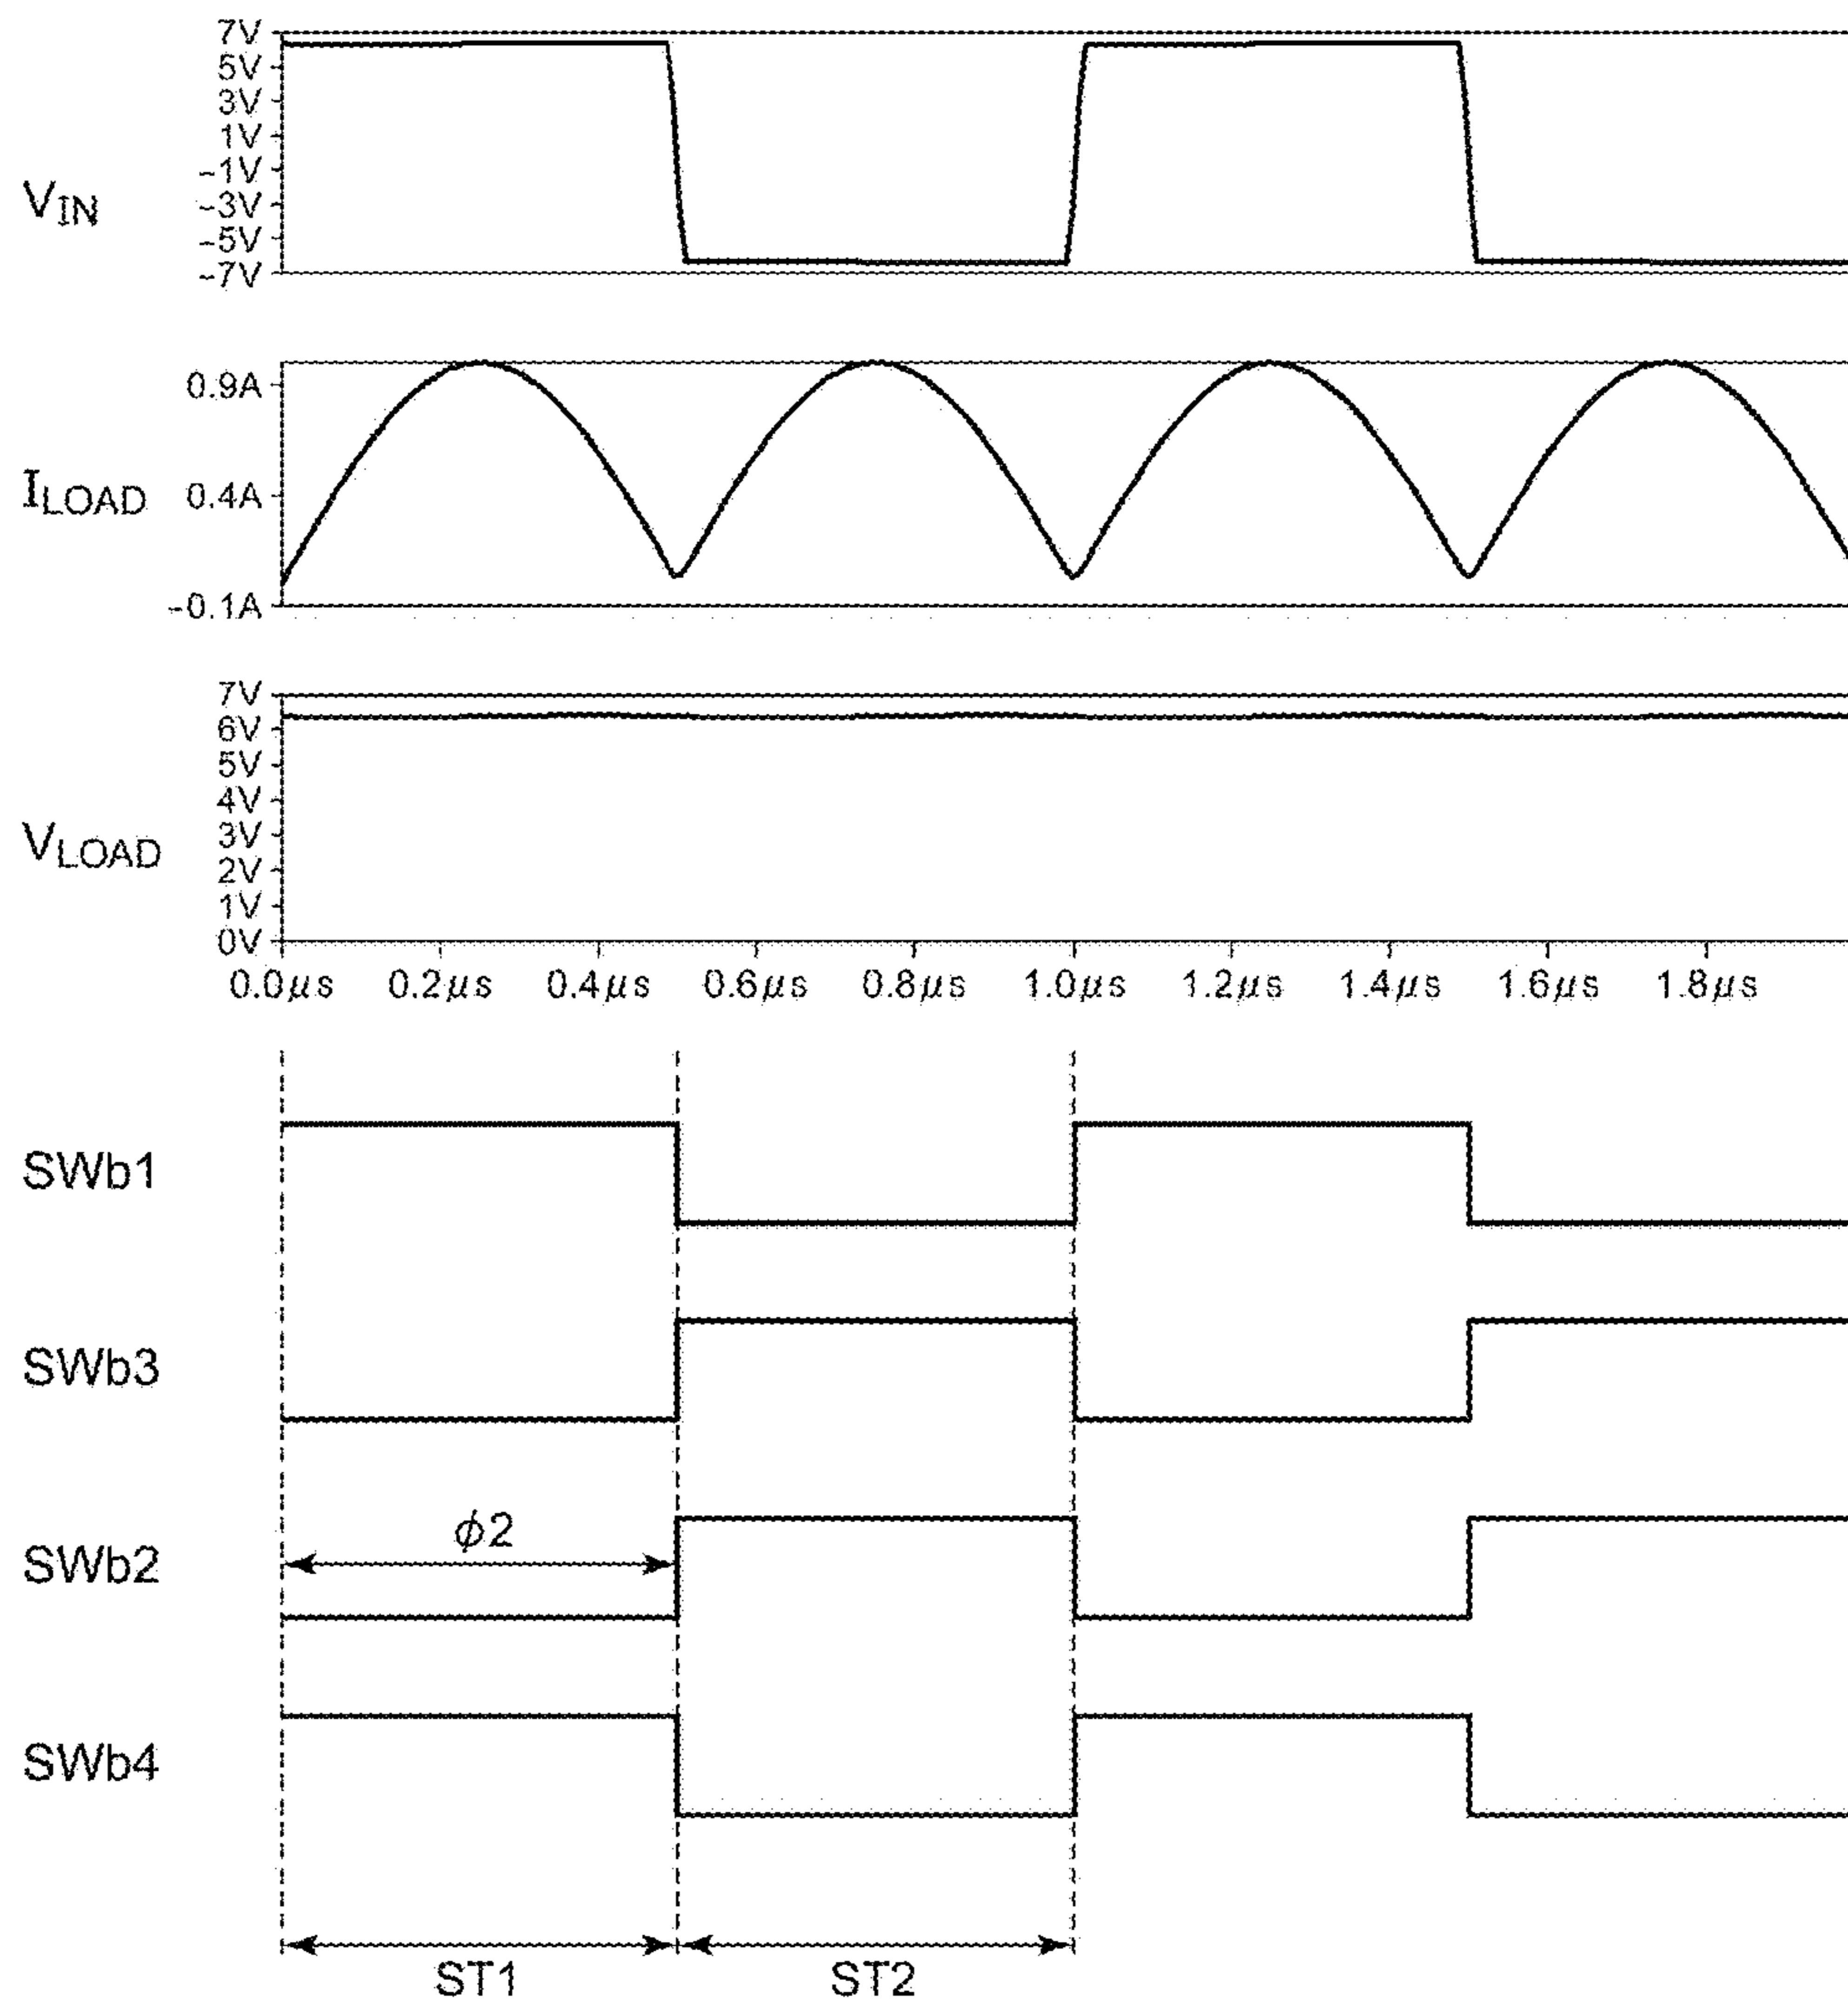 7V
5V
3V
1V
-1V
-3V
-5V
-7V
VIN
0.9A
0.4A
-0.1A
ILOAD
7V
6V
5V
4V
3V
2V
1V
0V
VLOAD
0.0μs 0.2μs 0.4μs 0.6μs 0.8μs 1.0μs 1.2μs 1.4μs 1.6μs 1.8μs
SWb1
SWb3
ϕ2
SWb2
SWb4
ST1 ST2